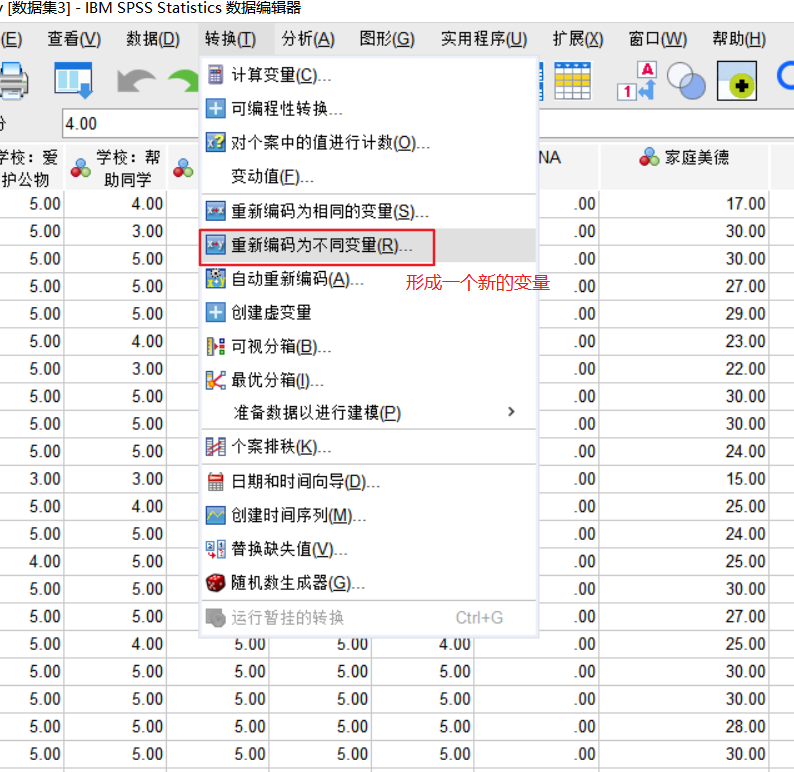 [数据集3] - IBM SPSS Statistics 数据编辑器
(E) 查看(V) 数据(D) 转换(T) 分析(A) 图形(G) 实用程序(U) 扩展(X) 窗口(W) 帮助(H)
4.00
学校：爱护公物
学校：帮助同学
NA
家庭美德
计算变量(C)...
可编程性转换...
对个案中的值进行计数(O)...
变动值(F)...
重新编码为相同的变量(S)...
重新编码为不同变量(R)...
自动重新编码(A)...
形成一个新的变量
创建虚变量
可视分箱(B)...
最优分箱(I)...
准备数据以进行建模(P)
个案排秩(K)...
日期和时间向导(D)...
创建时间序列(M)...
替换缺失值(V)...
随机数生成器(G)...
运行暂挂的转换 Ctrl+G
5.00 4.00 .00 17.00
5.00 3.00 .00 30.00
5.00 5.00 .00 30.00
5.00 5.00 .00 27.00
5.00 5.00 .00 29.00
5.00 4.00 .00 23.00
5.00 3.00 .00 22.00
5.00 5.00 .00 30.00
5.00 5.00 .00 30.00
5.00 5.00 .00 24.00
3.00 3.00 .00 15.00
5.00 4.00 .00 25.00
5.00 5.00 .00 24.00
4.00 5.00 .00 25.00
5.00 5.00 .00 30.00
5.00 5.00 .00 27.00
5.00 4.00 5.00 5.00 4.00 .00 25.00
5.00 5.00 5.00 5.00 5.00 .00 30.00
5.00 5.00 5.00 5.00 5.00 .00 30.00
5.00 5.00 5.00 5.00 5.00 .00 28.00
5.00 5.00 5.00 5.00 5.00 .00 30.00